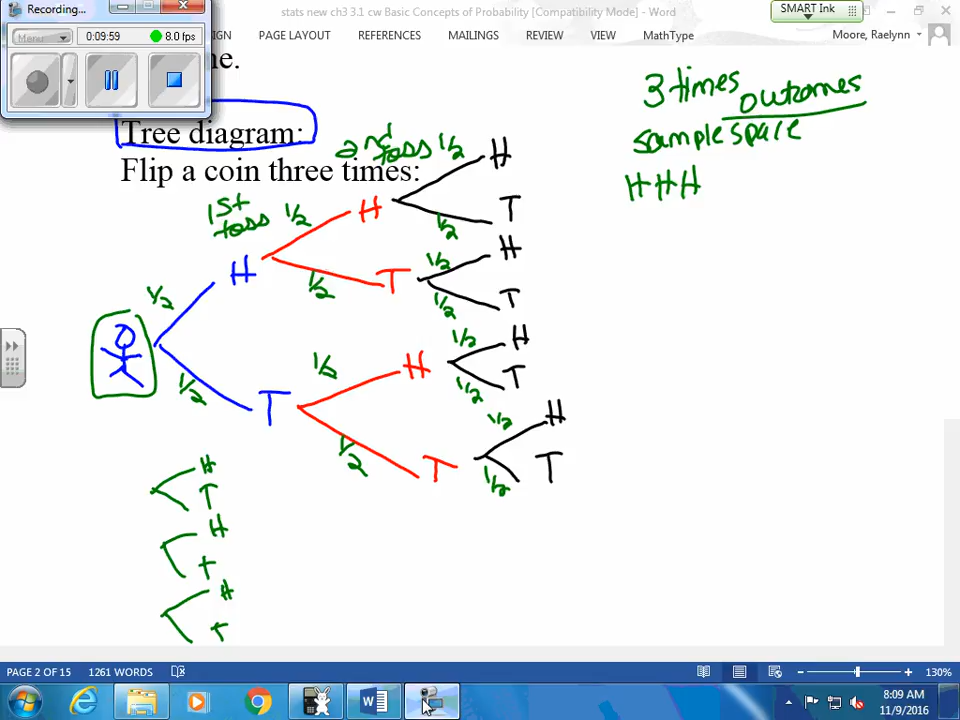 Recording...
stats new ch3 3.1 cw Basic Concepts of Probability [Compatibility Mode] - Word
SMART Ink
Menu
0:09:59
8.0 fps
IGN
PAGE LAYOUT
REFERENCES
MAILINGS
REVIEW
VIEW
MathType
Moore, Raelynn
3 times outcomes
sample space
HHH
Tree diagram:
Flip a coin three times:
1st toss
2nd toss
1/2 H
1/2 T
1/2 H
1/2 T
1/2 H
1/2 T
1/2 H
1/2 T
1/2 H
1/2 T
1/2 H
1/2 T
1/2 H
1/2 T
H
T
H
T
H
T
PAGE 2 OF 15
1261 WORDS
130%
8:09 AM
11/9/2016